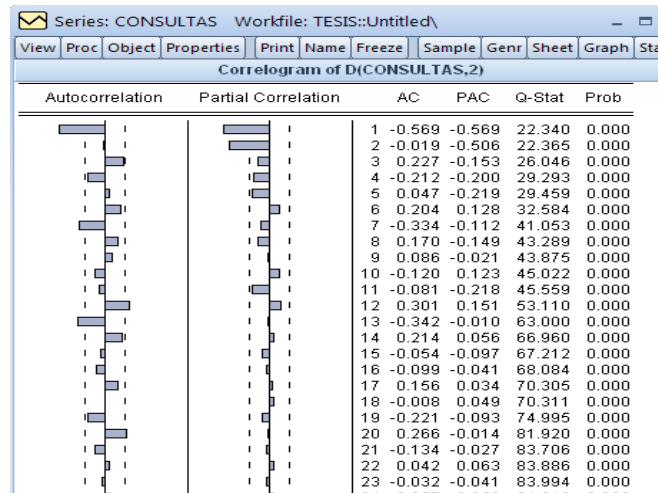 Series: CONSULTAS Workfile: TESIS::Untitled\
View Proc Object Properties Print Name Freeze Sample Genr Sheet Graph Sta
Correlogram of D(CONSULTAS,2)
Autocorrelation Partial Correlation AC PAC Q-Stat Prob
1 -0.569 -0.569 22.340 0.000
2 -0.019 -0.506 22.365 0.000
3 0.227 -0.153 26.046 0.000
4 -0.212 -0.200 29.293 0.000
5 0.047 -0.219 29.459 0.000
6 0.204 0.128 32.584 0.000
7 -0.334 -0.112 41.053 0.000
8 0.170 -0.149 43.289 0.000
9 0.086 -0.021 43.875 0.000
10 -0.120 0.123 45.022 0.000
11 -0.081 -0.218 45.559 0.000
12 0.301 0.151 53.110 0.000
13 -0.342 -0.010 63.000 0.000
14 0.214 0.056 66.960 0.000
15 -0.054 -0.097 67.212 0.000
16 -0.099 -0.041 68.084 0.000
17 0.156 0.034 70.305 0.000
18 -0.008 0.049 70.311 0.000
19 -0.221 -0.093 74.995 0.000
20 0.266 -0.014 81.920 0.000
21 -0.134 -0.027 83.706 0.000
22 0.042 0.063 83.886 0.000
23 -0.032 -0.041 83.994 0.000